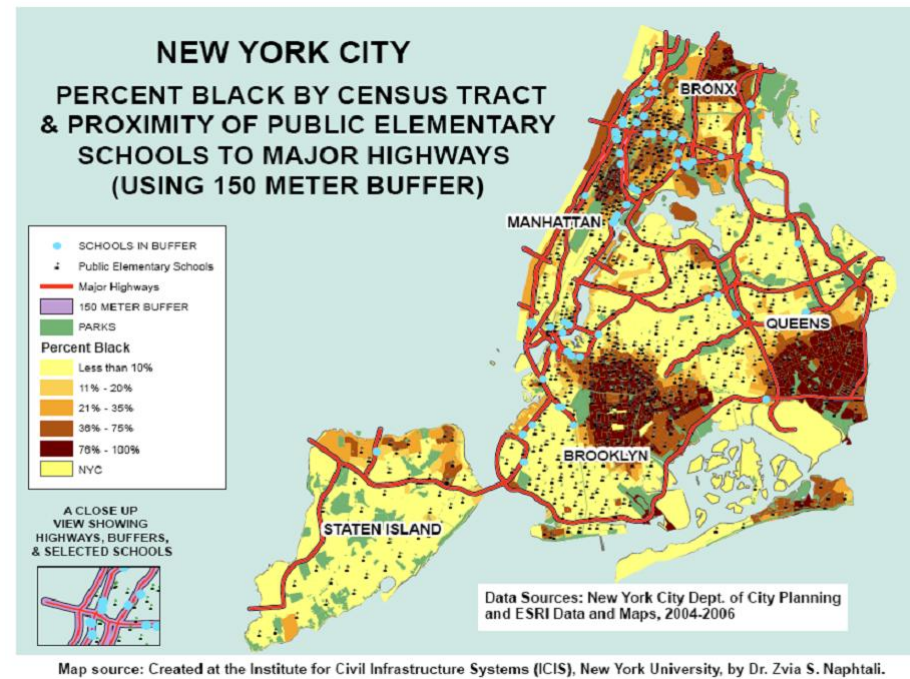 NEW YORK CITY
PERCENT BLACK BY CENSUS TRACT
& PROXIMITY OF PUBLIC ELEMENTARY
SCHOOLS TO MAJOR HIGHWAYS
(USING 150 METER BUFFER)
BRONX
MANHATTAN
QUEENS
BROOKLYN
STATEN ISLAND
SCHOOLS IN BUFFER
Public Elementary Schools
Major Highways
150 METER BUFFER
PARKS
Percent Black
Less than 10%
11% - 20%
21% - 35%
36% - 75%
76% - 100%
NYC
A CLOSE UP
VIEW SHOWING
HIGHWAYS, BUFFERS,
& SELECTED SCHOOLS
Data Sources: New York City Dept. of City Planning
and ESRI Data and Maps, 2004-2006
Map source: Created at the Institute for Civil Infrastructure Systems (ICIS), New York University, by Dr. Zvia S. Naphtali.